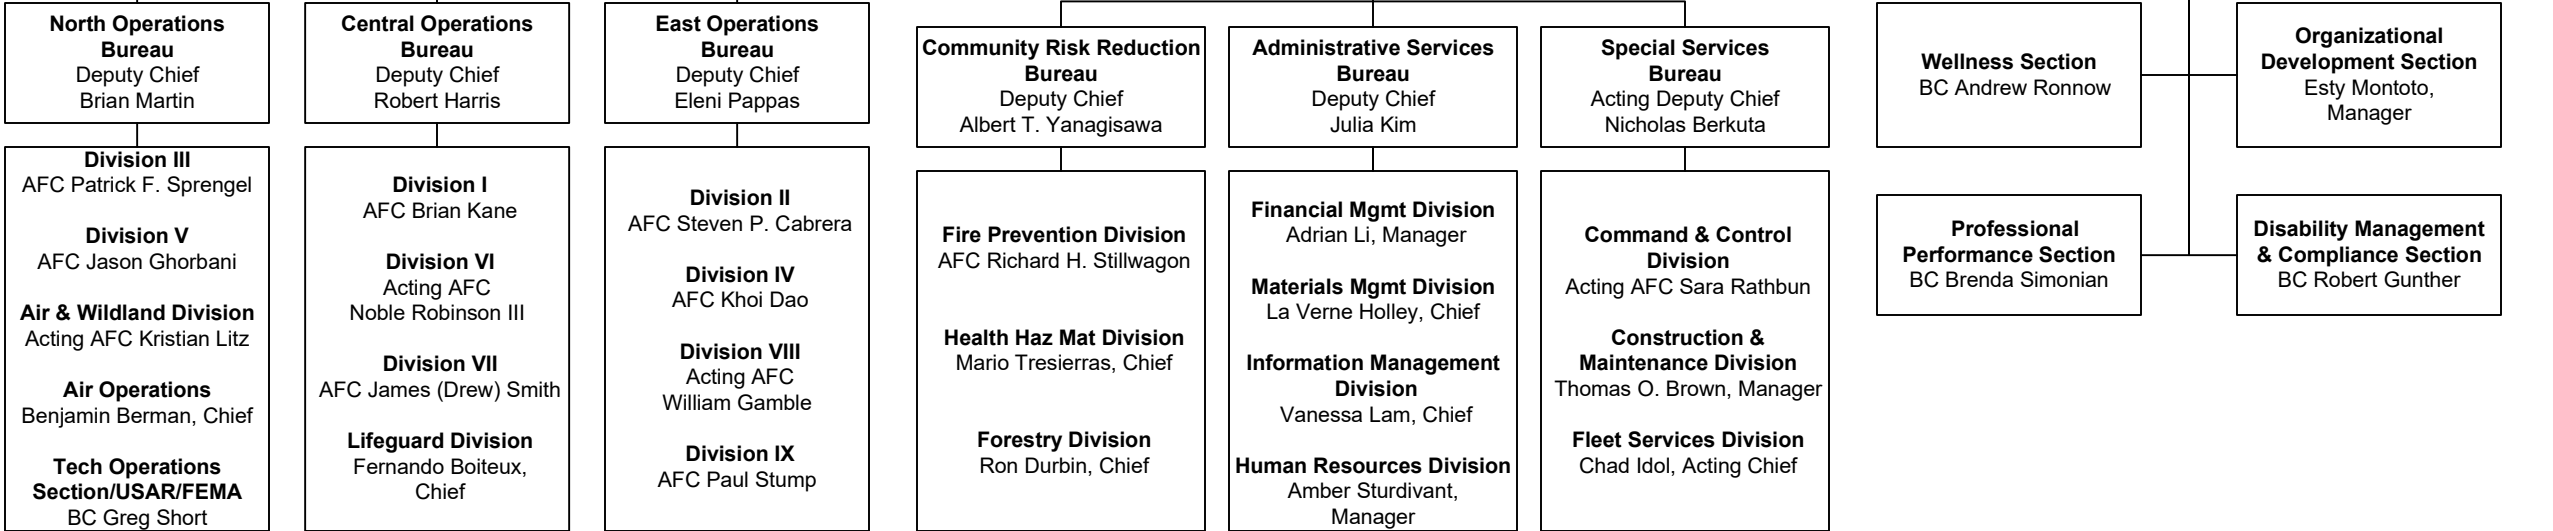 North Operations
Bureau
Deputy Chief
Brian Martin
Division III
AFC Patrick F. Sprengel
Division V
AFC Jason Ghorbani
Air & Wildland Division
Acting AFC Kristian Litz
Air Operations
Benjamin Berman, Chief
Tech Operations
Section/USAR/FEMA
BC Greg Short
Central Operations
Bureau
Deputy Chief
Robert Harris
Division I
AFC Brian Kane
Division VI
Acting AFC
Noble Robinson III
Division VII
AFC James (Drew) Smith
Lifeguard Division
Fernando Boiteux,
Chief
East Operations
Bureau
Deputy Chief
Eleni Pappas
Division II
AFC Steven P. Cabrera
Division IV
AFC Khoi Dao
Division VIII
Acting AFC
William Gamble
Division IX
AFC Paul Stump
Community Risk Reduction
Bureau
Deputy Chief
Albert T. Yanagisawa
Fire Prevention Division
AFC Richard H. Stillwagon
Health Haz Mat Division
Mario Tresierras, Chief
Forestry Division
Ron Durbin, Chief
Administrative Services
Bureau
Deputy Chief
Julia Kim
Financial Mgmt Division
Adrian Li, Manager
Materials Mgmt Division
La Verne Holley, Chief
Information Management
Division
Vanessa Lam, Chief
Human Resources Division
Amber Sturdivant,
Manager
Special Services
Bureau
Acting Deputy Chief
Nicholas Berkuta
Command & Control
Division
Acting AFC Sara Rathbun
Construction &
Maintenance Division
Thomas O. Brown, Manager
Fleet Services Division
Chad Idol, Acting Chief
Wellness Section
BC Andrew Ronnow
Organizational
Development Section
Esty Montoto,
Manager
Professional
Performance Section
BC Brenda Simonian
Disability Management
& Compliance Section
BC Robert Gunther